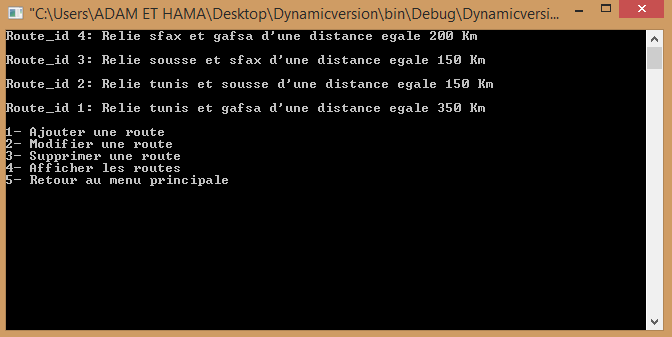 "C:\Users\ADAM ET HAMA\Desktop\Dynamicversion\bin\Debug\Dynamicversi...
Route_id 4: Relie sfax et gafsa d'une distance egale 200 Km
Route_id 3: Relie sousse et sfax d'une distance egale 150 Km
Route_id 2: Relie tunis et sousse d'une distance egale 150 Km
Route_id 1: Relie tunis et gafsa d'une distance egale 350 Km
1- Ajouter une route
2- Modifier une route
3- Supprimer une route
4- Afficher les routes
5- Retour au menu principale